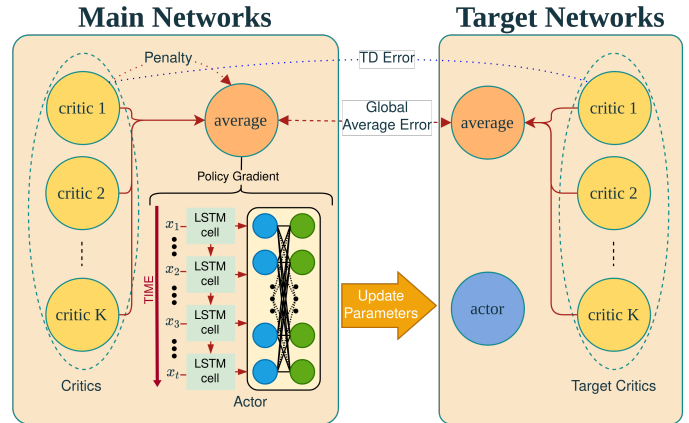 Main Networks
Target Networks
Penalty
TD Error
critic 1
average
Global
Average Error
average
critic 1
critic 2
Policy Gradient
critic 2
TIME
x1
LSTM
cell
x2
LSTM
cell
x3
LSTM
cell
xt
LSTM
cell
Update
Parameters
actor
critic K
critic K
Critics
Actor
Target Critics